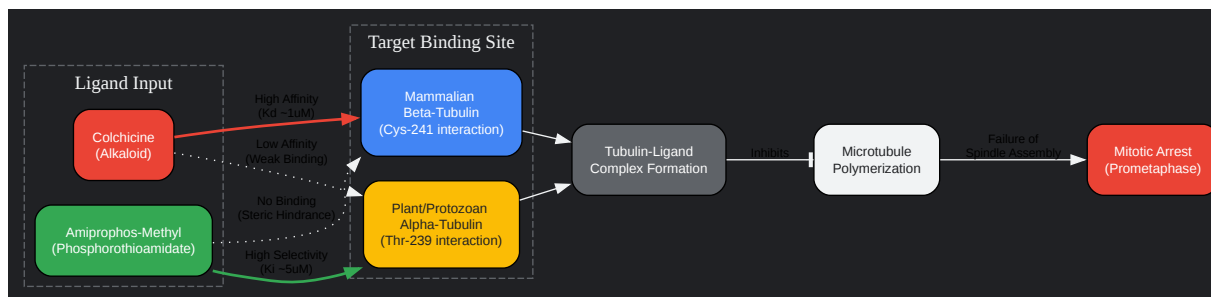 Ligand Input
Colchicine
(Alkaloid)
Amiprophos-Methyl
(Phosphorothioamidate)
High Affinity
(Kd ~1uM)
Low Affinity
(Weak Binding)
No Binding
(Steric Hindrance)
High Selectivity
(Ki ~5uM)
Target Binding Site
Mammalian
Beta-Tubulin
(Cys-241 interaction)
Plant/Protozoan
Alpha-Tubulin
(Thr-239 interaction)
Tubulin-Ligand
Complex Formation
Inhibits
Microtubule
Polymerization
Failure of
Spindle Assembly
Mitotic Arrest
(Prometaphase)